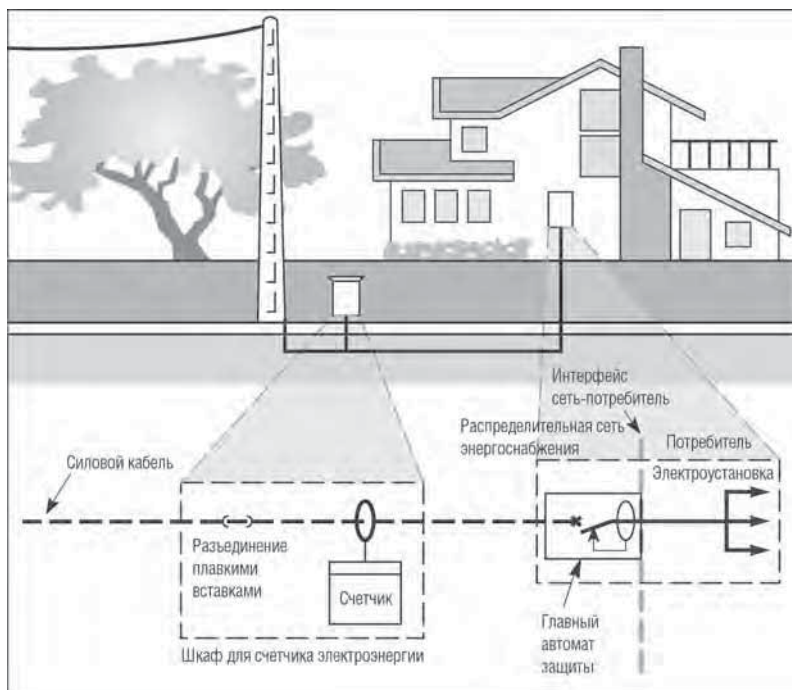 Интерфейс
сеть-потребитель
Распределительная сеть
энергоснабжения
Потребитель
Силовой кабель
Электроустановка
Разъединение
плавкими
вставками
Счетчик
Главный
автомат
защиты
Шкаф для счетчика электроэнергии